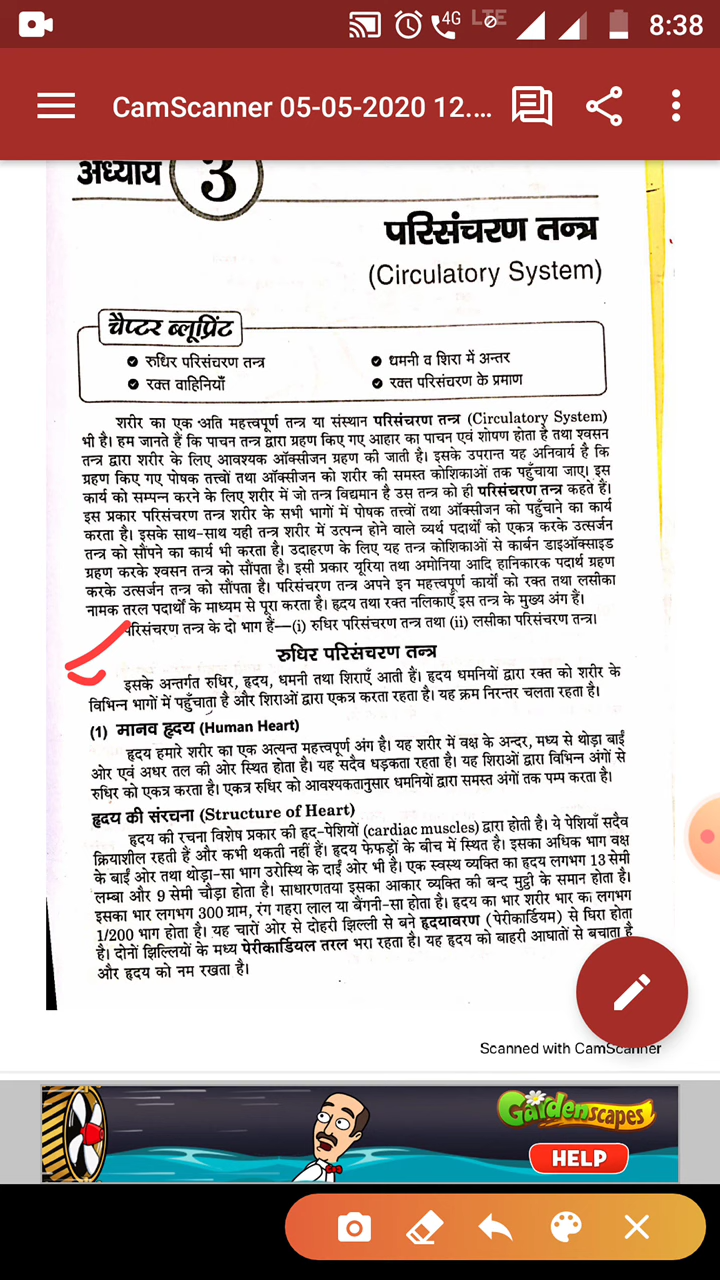 4G
LTE
8:38
CamScanner 05-05-2020 12....
अध्याय 3
परिसंचरण तन्त्र
(Circulatory System)
चैप्टर ब्लूप्रिंट
रुधिर परिसंचरण तन्त्र
धमनी व शिरा में अन्तर
रक्त वाहिनियाँ
रक्त परिसंचरण के प्रमाण
शरीर का एक अति महत्त्वपूर्ण तन्त्र या संस्थान परिसंचरण तन्त्र (Circulatory System)
भी है। हम जानते हैं कि पाचन तन्त्र द्वारा ग्रहण किए गए आहार का पाचन एवं शोषण होता है तथा श्वसन
तन्त्र द्वारा शरीर के लिए आवश्यक ऑक्सीजन ग्रहण की जाती है। इसके उपरान्त यह अनिवार्य है कि
ग्रहण किए गए पोषक तत्त्वों तथा ऑक्सीजन को शरीर की समस्त कोशिकाओं तक पहुँचाया जाए। इस
कार्य को सम्पन्न करने के लिए शरीर में जो तन्त्र विद्यमान है उस तन्त्र को ही परिसंचरण तन्त्र कहते हैं।
इस प्रकार परिसंचरण तन्त्र शरीर के सभी भागों में पोषक तत्त्वों तथा ऑक्सीजन को पहुँचाने का कार्य
करता है। इसके साथ-साथ यही तन्त्र शरीर में उत्पन्न होने वाले व्यर्थ पदार्थों को एकत्र करके उत्सर्जन
तन्त्र को सौंपने का कार्य भी करता है। उदाहरण के लिए यह तन्त्र कोशिकाओं से कार्बन डाइऑक्साइड
ग्रहण करके श्वसन तन्त्र को सौंपता है। इसी प्रकार यूरिया तथा अमोनिया आदि हानिकारक पदार्थ ग्रहण
करके उत्सर्जन तन्त्र को सौंपता है। परिसंचरण तन्त्र अपने इन महत्त्वपूर्ण कार्यों को रक्त तथा लसीका
नामक तरल पदार्थों के माध्यम से पूरा करता है। हृदय तथा रक्त नलिकाएँ इस तन्त्र के मुख्य अंग हैं।
परिसंचरण तन्त्र के दो भाग हैं—(i) रुधिर परिसंचरण तन्त्र तथा (ii) लसीका परिसंचरण तन्त्र।
रुधिर परिसंचरण तन्त्र
इसके अन्तर्गत रुधिर, हृदय, धमनी तथा शिराएँ आती हैं। हृदय धमनियों द्वारा रक्त को शरीर के
विभिन्न भागों में पहुँचाता है और शिराओं द्वारा एकत्र करता रहता है। यह क्रम निरन्तर चलता रहता है।
(1) मानव हृदय (Human Heart)
हृदय हमारे शरीर का एक अत्यन्त महत्त्वपूर्ण अंग है। यह शरीर में वक्ष के अन्दर, मध्य से थोड़ा बाईं
ओर एवं अधर तल की ओर स्थित होता है। यह सदैव धड़कता रहता है। यह शिराओं द्वारा विभिन्न अंगों से
रुधिर को एकत्र करता है। एकत्र रुधिर को आवश्यकतानुसार धमनियों द्वारा समस्त अंगों तक पम्प करता है।
हृदय की संरचना (Structure of Heart)
हृदय की रचना विशेष प्रकार की हृद-पेशियों (cardiac muscles) द्वारा होती है। ये पेशियाँ सदैव
क्रियाशील रहती हैं और कभी थकती नहीं हैं। हृदय फेफड़ों के बीच में स्थित है। इसका अधिक भाग वक्ष
के बाईं ओर तथा थोड़ा-सा भाग उरोस्थि के दाईं ओर भी है। एक स्वस्थ व्यक्ति का हृदय लगभग 13 सेमी
लम्बा और 9 सेमी चौड़ा होता है। साधारणतया इसका आकार व्यक्ति की बन्द मुट्ठी के समान होता है।
इसका भार लगभग 300 ग्राम, रंग गहरा लाल या बैंगनी-सा होता है। हृदय का भार शरीर भार का लगभग
1/200 भाग होता है। यह चारों ओर से दोहरी झिल्ली से बने हृदयावरण (पेरीकार्डियम) से घिरा होता
है। दोनों झिल्लियों के मध्य पेरीकार्डियल तरल भरा रहता है। यह हृदय को बाहरी आघातों से बचाता है
और हृदय को नम रखता है।
Scanned with CamScanner
Gardenscapes
HELP